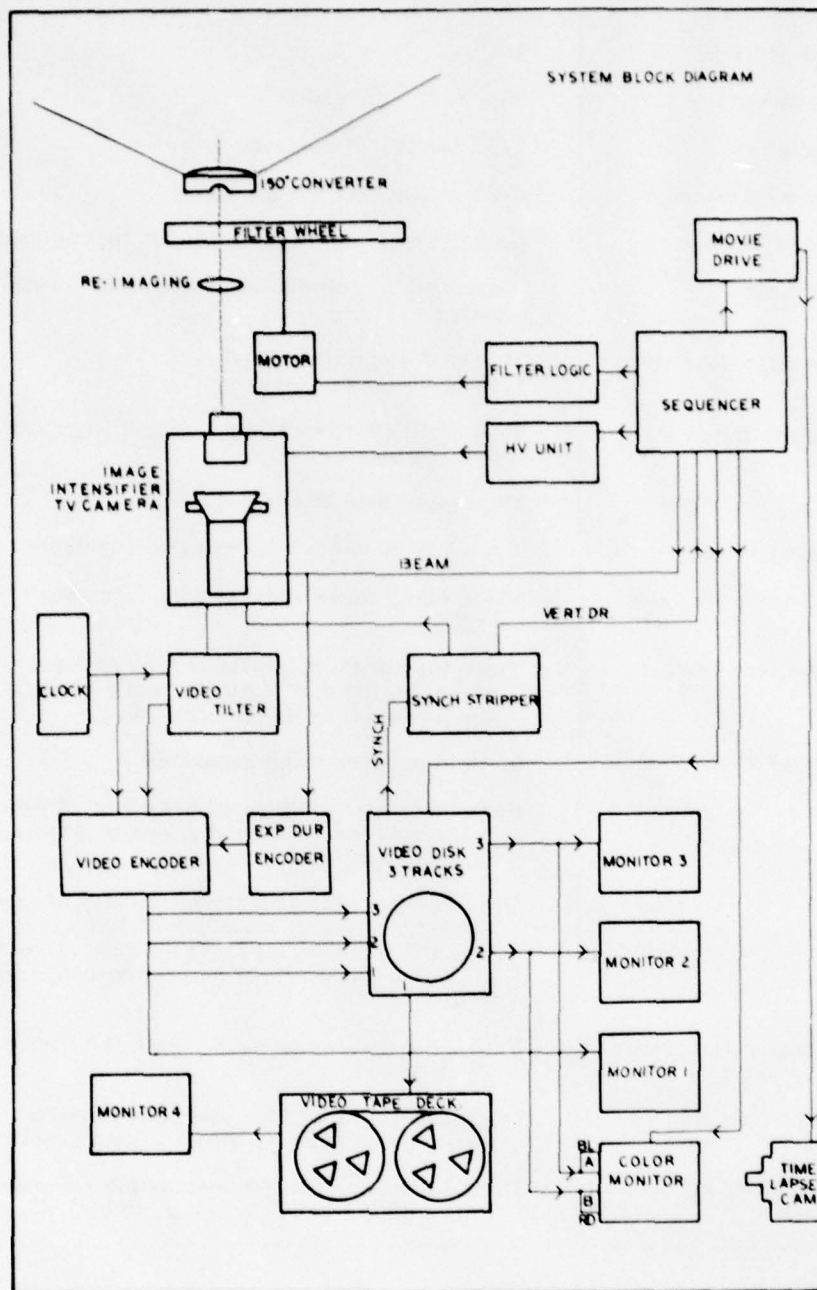 SYSTEM BLOCK DIAGRAM
150° CONVERTER
FILTER WHEEL
MOVIE
DRIVE
RE-IMAGING
MOTOR
FILTER LOGIC
SEQUENCER
HV UNIT
IMAGE
INTENSIFIER
TV CAMERA
BEAM
VERT. DR
CLOCK
VIDEO
TILTER
SYNCH STRIPPER
SYNCH
VIDEO ENCODER
EXP DUR
ENCODER
VIDEO DISK
3 TRACKS
3
MONITOR 3
3
2
1
2
MONITOR 2
1
MONITOR 1
MONITOR 4
VIDEO TAPE DECK
BL
A
B
RD
COLOR
MONITOR
TIME
LAPSE
CAM